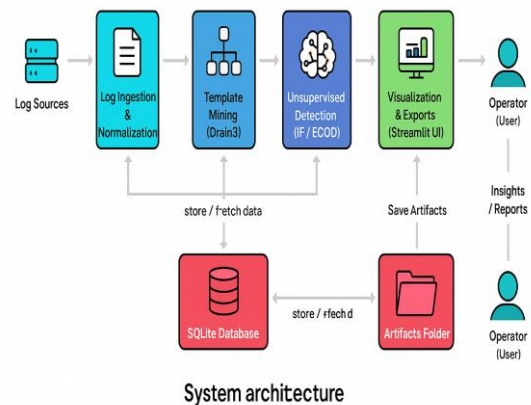 Log Sources
Log Ingestion
&
Normalization
Template
Mining
(Drain3)
Unsupervised
Detection
(IF / ECOD)
Visualization
& Exports
(Streamlit UI)
Operator
(User)
store / fetch data
Save Artifacts
Insights
/ Reports
SQLite Database
store / efech d
Artifacts Folder
Operator
(User)
System architecture